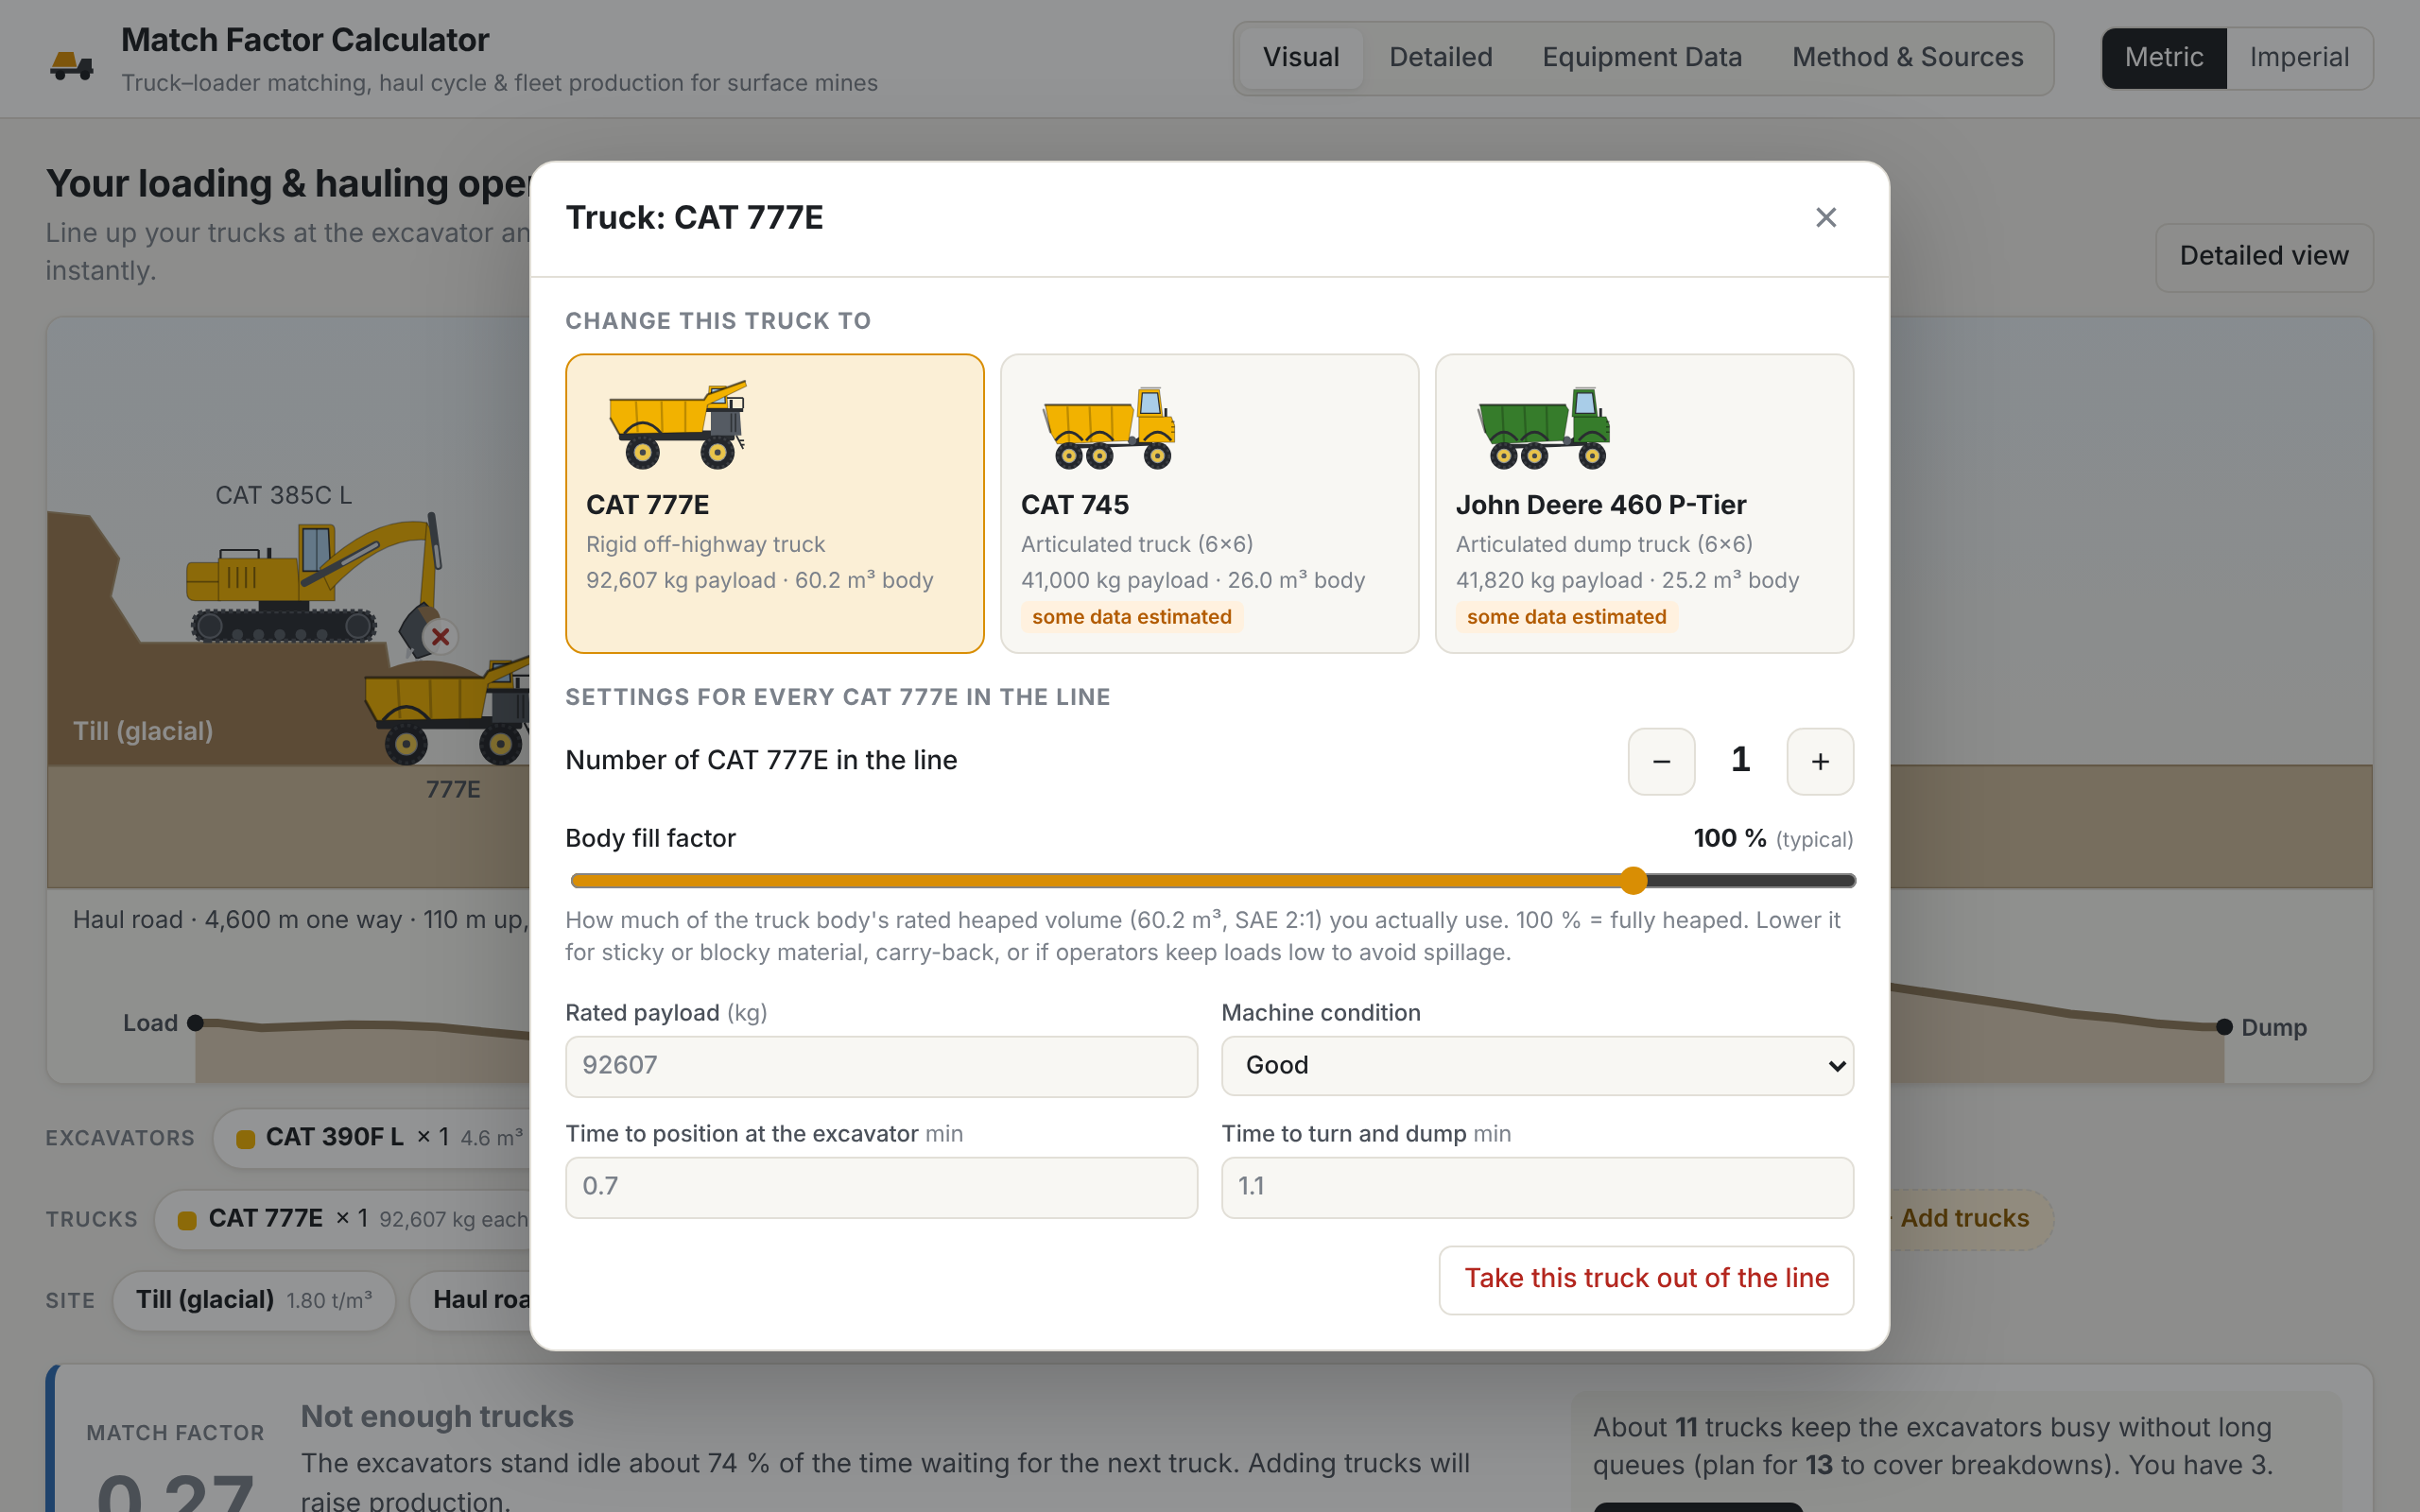 Match Factor Calculator
Truck–loader matching, haul cycle & fleet production for surface mines
Visual
Detailed
Equipment Data
Method & Sources
Metric
Imperial
Your loading & hauling
Line up your trucks at the excavator
instantly.
Detailed view
Truck: CAT 777E
CHANGE THIS TRUCK TO
CAT 777E
Rigid off-highway truck
92,607 kg payload · 60.2 m³ body
CAT 745
Articulated truck (6×6)
41,000 kg payload · 26.0 m³ body
some data estimated
John Deere 460 P-Tier
Articulated dump truck (6×6)
41,820 kg payload · 25.2 m³ body
some data estimated
SETTINGS FOR EVERY CAT 777E IN THE LINE
Number of CAT 777E in the line
− 1 +
Body fill factor
100 % (typical)
How much of the truck body's rated heaped volume (60.2 m³, SAE 2:1) you actually use. 100 % = fully heaped. Lower it
for sticky or blocky material, carry-back, or if operators keep loads low to avoid spillage.
Rated payload (kg)
92607
Machine condition
Good
Time to position at the excavator min
0.7
Time to turn and dump min
1.1
Take this truck out of the line
CAT 385C L
Till (glacial)
777E
Haul road · 4,600 m one way · 110 m up,
Load
Dump
EXCAVATORS
CAT 390F L × 1 4.6 m³
TRUCKS
CAT 777E × 1 92,607 kg each
Add trucks
SITE
Till (glacial) 1.80 t/m³
Haul
MATCH FACTOR
0.27
Not enough trucks
The excavators stand idle about 74 % of the time waiting for the next truck. Adding trucks will
raise production.
About 11 trucks keep the excavators busy without long
queues (plan for 13 to cover breakdowns). You have 3.